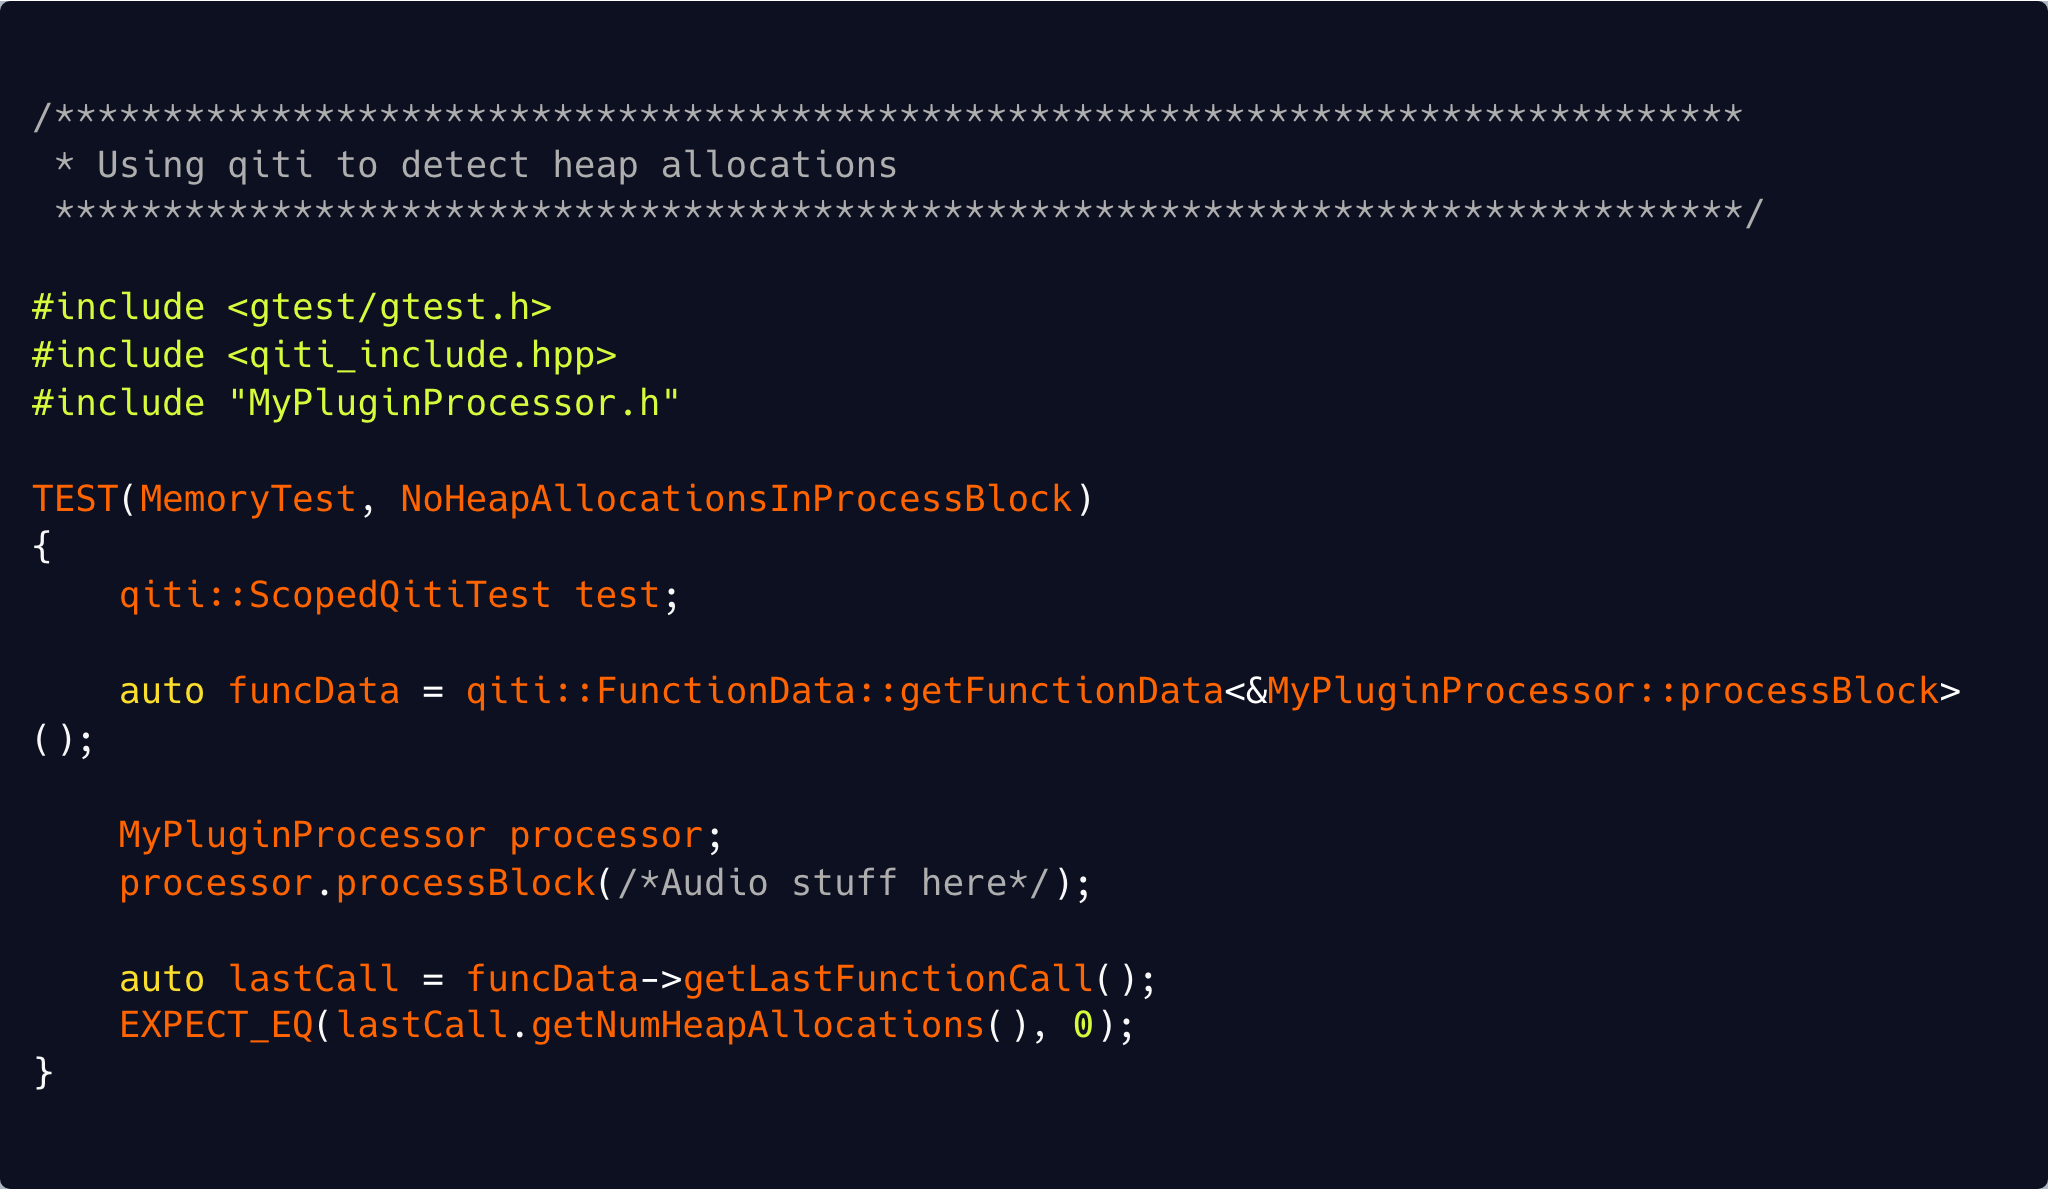 /******************************************************************************
 * Using qiti to detect heap allocations
 ******************************************************************************/
#include <gtest/gtest.h>
#include <qiti_include.hpp>
#include "MyPluginProcessor.h"
TEST(MemoryTest, NoHeapAllocationsInProcessBlock)
{
    qiti::ScopedQitiTest test;
    auto funcData = qiti::FunctionData::getFunctionData<&MyPluginProcessor::processBlock>
();
    MyPluginProcessor processor;
    processor.processBlock(/*Audio stuff here*/);
    auto lastCall = funcData->getLastFunctionCall();
    EXPECT_EQ(lastCall.getNumHeapAllocations(), 0);
}